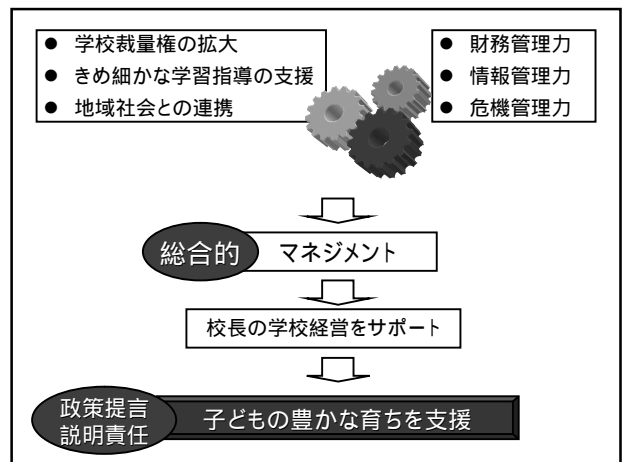 ● 学校裁量権の拡大
● きめ細かな学習指導の支援
● 地域社会との連携
● 財務管理力
● 情報管理力
● 危機管理力
総合的 マネジメント
校長の学校経営をサポート
政策提言
説明責任
子どもの豊かな育ちを支援